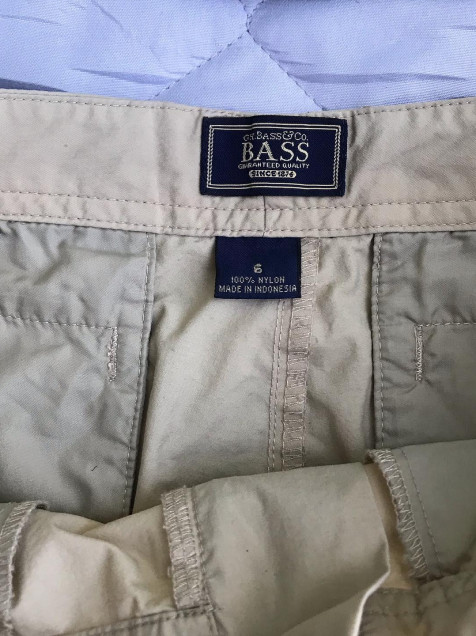 G.H.BASS&CO.
BASS
GUARANTEED QUALITY
SINCE 1876
6
100% NYLON
MADE IN INDONESIA